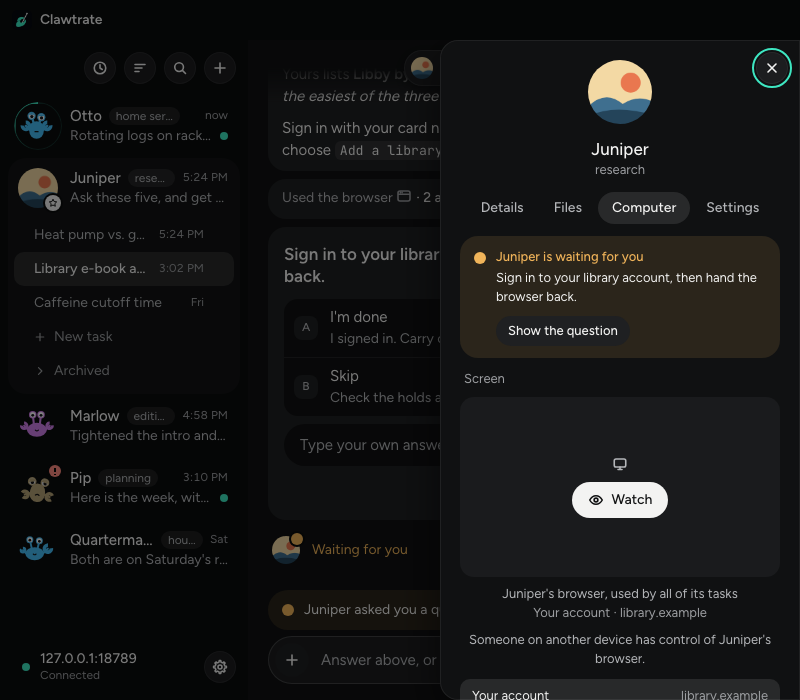 Clawtrate
Otto home ser... now
Rotating logs on rack...
Juniper rese... 5:24 PM
Ask these five, and get ...
Heat pump vs. g... 5:24 PM
Library e-book a... 3:02 PM
Caffeine cutoff time Fri
+ New task
> Archived
Marlow editi... 4:58 PM
Tightened the intro and...
Pip planning 3:10 PM
Here is the week, wit...
Quarterma... hou... Sat
Both are on Saturday's r...
127.0.0.1:18789
Connected
Yours lists Libby by
the easiest of the three
Sign in with your card n
choose Add a library
Used the browser · 2 a
Sign in to your librar
back.
A I'm done
I signed in. Carry o
B Skip
Check the holds a
Type your own answe
Waiting for you
Juniper asked you a q
Answer above, or
Juniper
research
Details Files Computer Settings
Juniper is waiting for you
Sign in to your library account, then hand the
browser back.
Show the question
Screen
Watch
Juniper's browser, used by all of its tasks
Your account · library.example
Someone on another device has control of Juniper's
browser.
Your account library.example